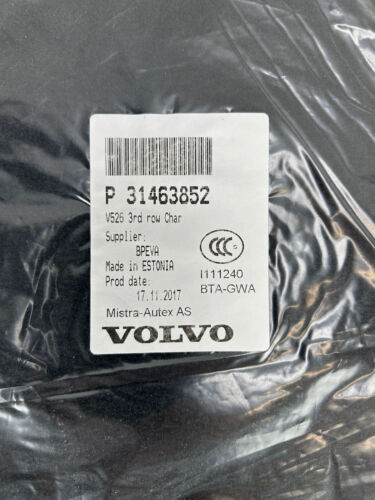 P 31463852
V526 3rd row Char
Supplier:
BPEVA
Made in ESTONIA
Prod date:
17.11.2017
CCC
I111240
BTA-GWA
Mistra-Autex AS
VOLVO